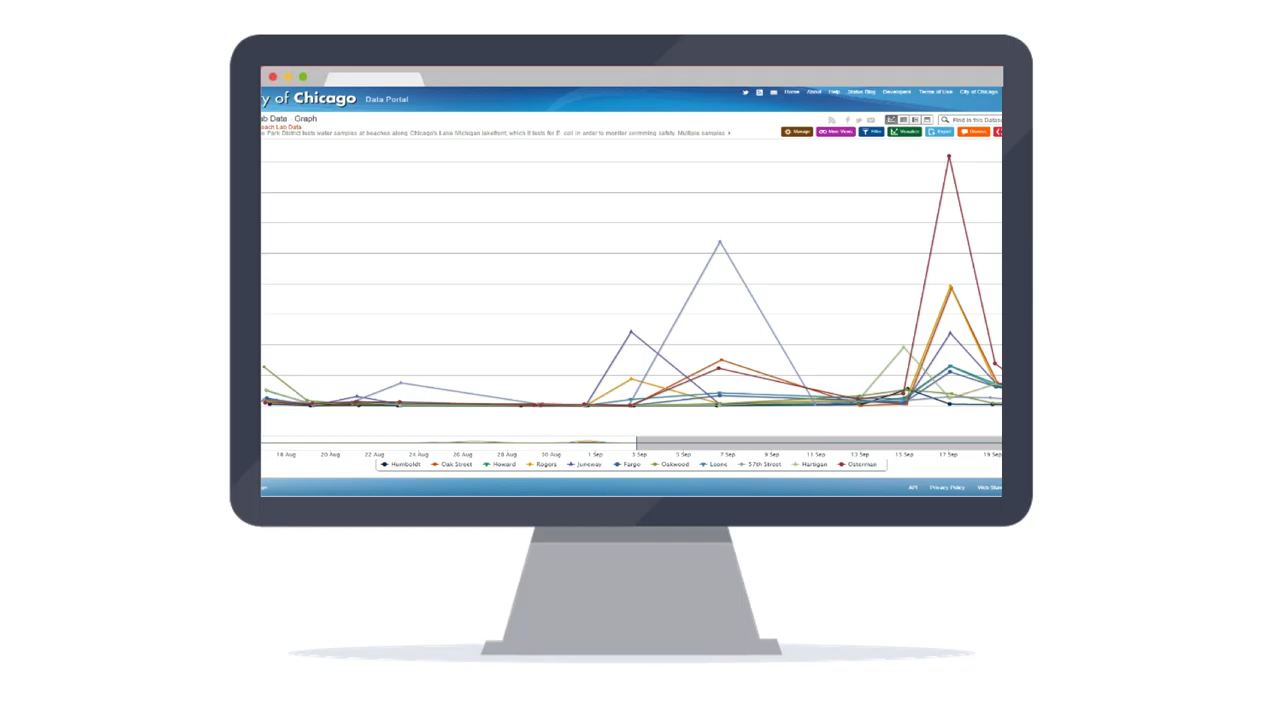 y of Chicago Data Portal
Home About Help Status Blog Developers Terms of Use City of Chicago
ab Data Graph
each Lab Data
e Park District tests water samples at beaches along Chicago's Lake Michigan lakefront, which it tests for E. coli in order to monitor swimming safety. Multiple samples
Find in this Datase
Manage More Views Filter Visualize Export Discuss
18 Aug 20 Aug 22 Aug 24 Aug 26 Aug 28 Aug 30 Aug 1 Sep 3 Sep 5 Sep 7 Sep 9 Sep 11 Sep 13 Sep 15 Sep 17 Sep 19 Sep
Humboldt Oak Street Howard Rogers Juneway Fargo Oakwood Leone 57th Street Hartigan Osterman
API Privacy Policy Web Stan